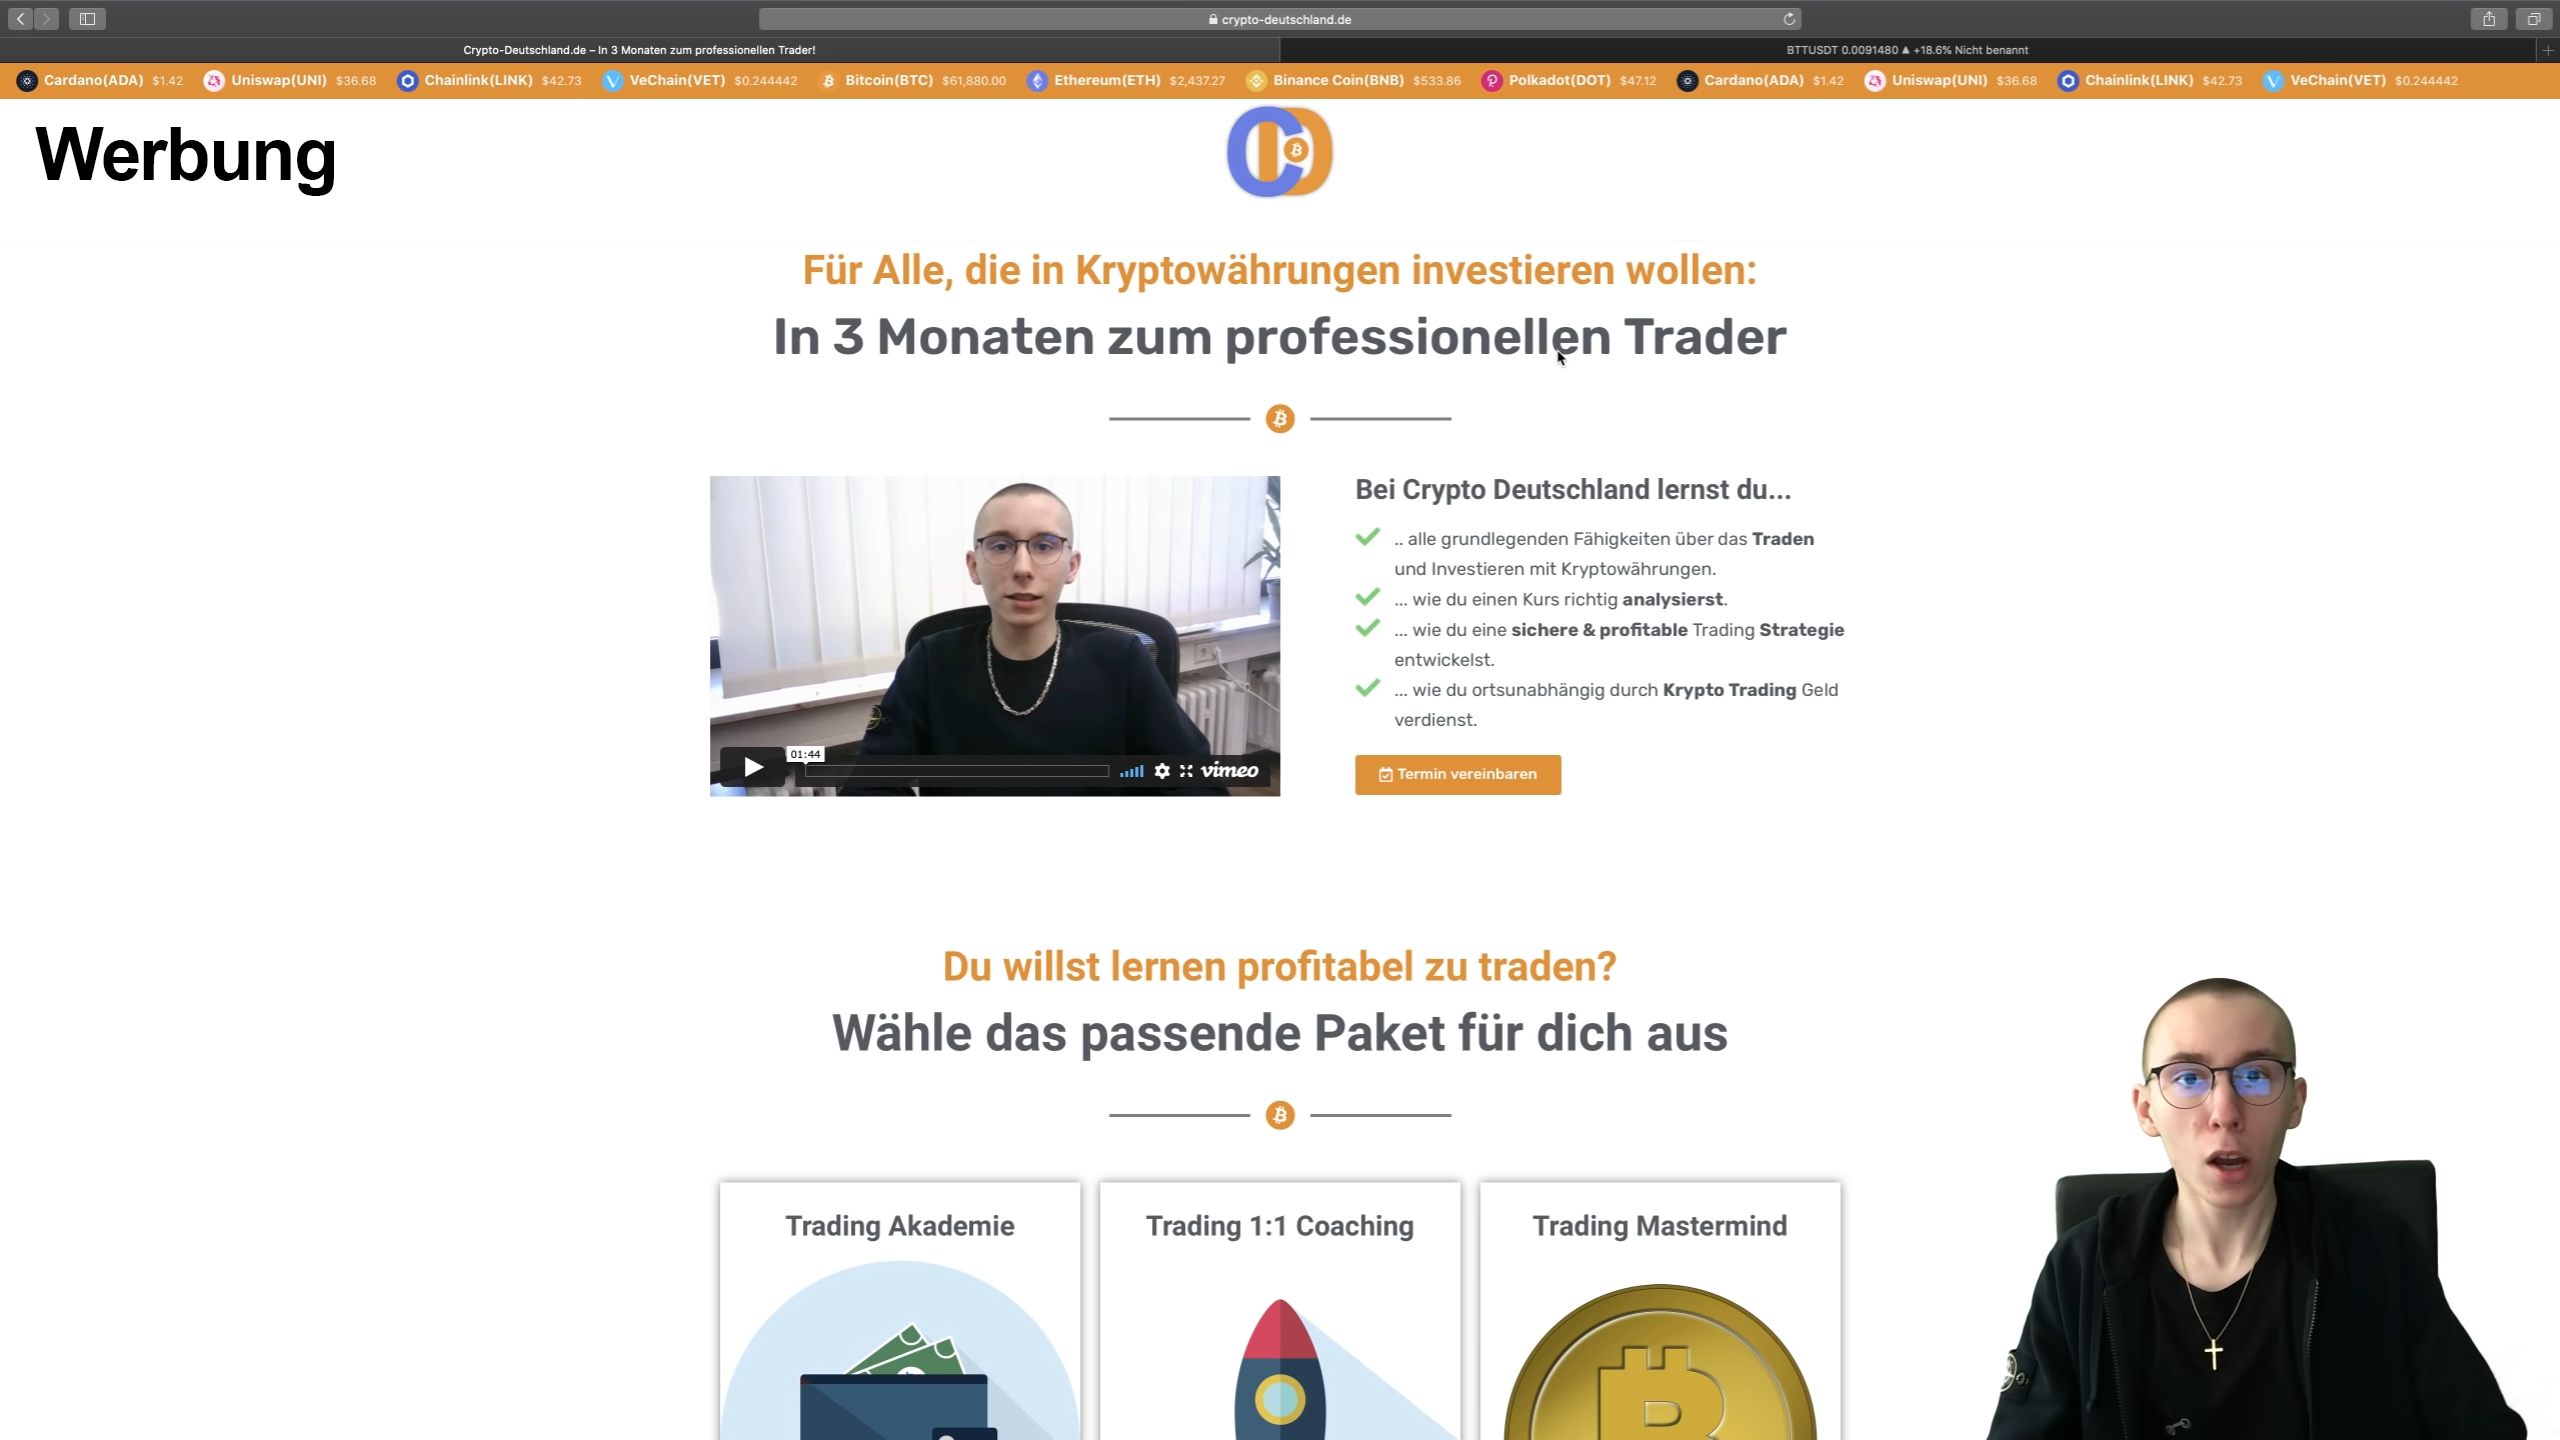 crypto-deutschland.de
Crypto-Deutschland.de – In 3 Monaten zum professionellen Trader!
BTTUSDT 0.0091480 ▲ +18.6% Nicht benannt
Cardano(ADA) $1.42 Uniswap(UNI) $36.68 Chainlink(LINK) $42.73 VeChain(VET) $0.244442 Bitcoin(BTC) $61,880.00 Ethereum(ETH) $2,437.27 Binance Coin(BNB) $533.86 Polkadot(DOT) $47.12 Cardano(ADA) $1.42 Uniswap(UNI) $36.68 Chainlink(LINK) $42.73 VeChain(VET) $0.244442
Werbung
Für Alle, die in Kryptowährungen investieren wollen:
In 3 Monaten zum professionellen Trader
Bei Crypto Deutschland lernst du...
.. alle grundlegenden Fähigkeiten über das Traden
und Investieren mit Kryptowährungen.
... wie du einen Kurs richtig analysierst.
... wie du eine sichere & profitable Trading Strategie
entwickelst.
... wie du ortsunabhängig durch Krypto Trading Geld
verdienst.
01:44
vimeo
Termin vereinbaren
Du willst lernen profitabel zu traden?
Wähle das passende Paket für dich aus
Trading Akademie
Trading 1:1 Coaching
Trading Mastermind